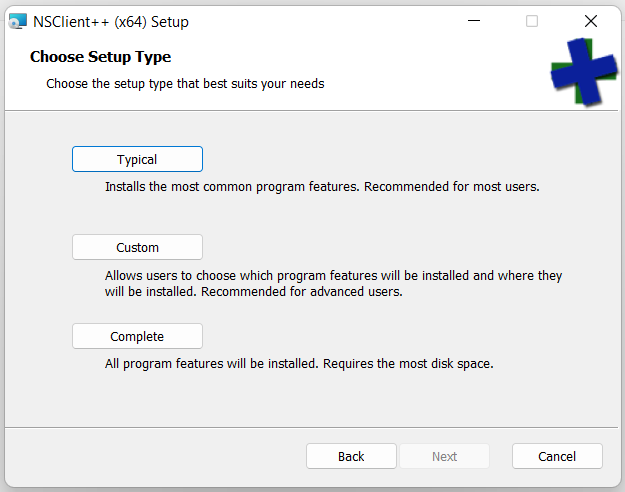 NSClient++ (x64) Setup
Choose Setup Type
Choose the setup type that best suits your needs
Typical
Installs the most common program features. Recommended for most users.
Custom
Allows users to choose which program features will be installed and where they
will be installed. Recommended for advanced users.
Complete
All program features will be installed. Requires the most disk space.
Back
Next
Cancel